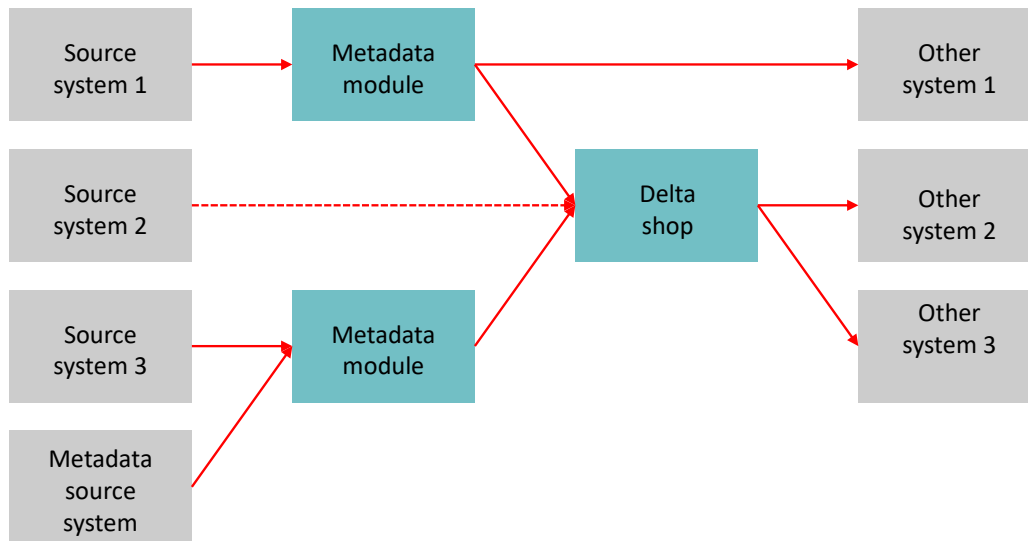 Source
system 1
Metadata
module
Other
system 1
Source
system 2
Delta
shop
Other
system 2
Source
system 3
Metadata
module
Other
system 3
Metadata
source
system